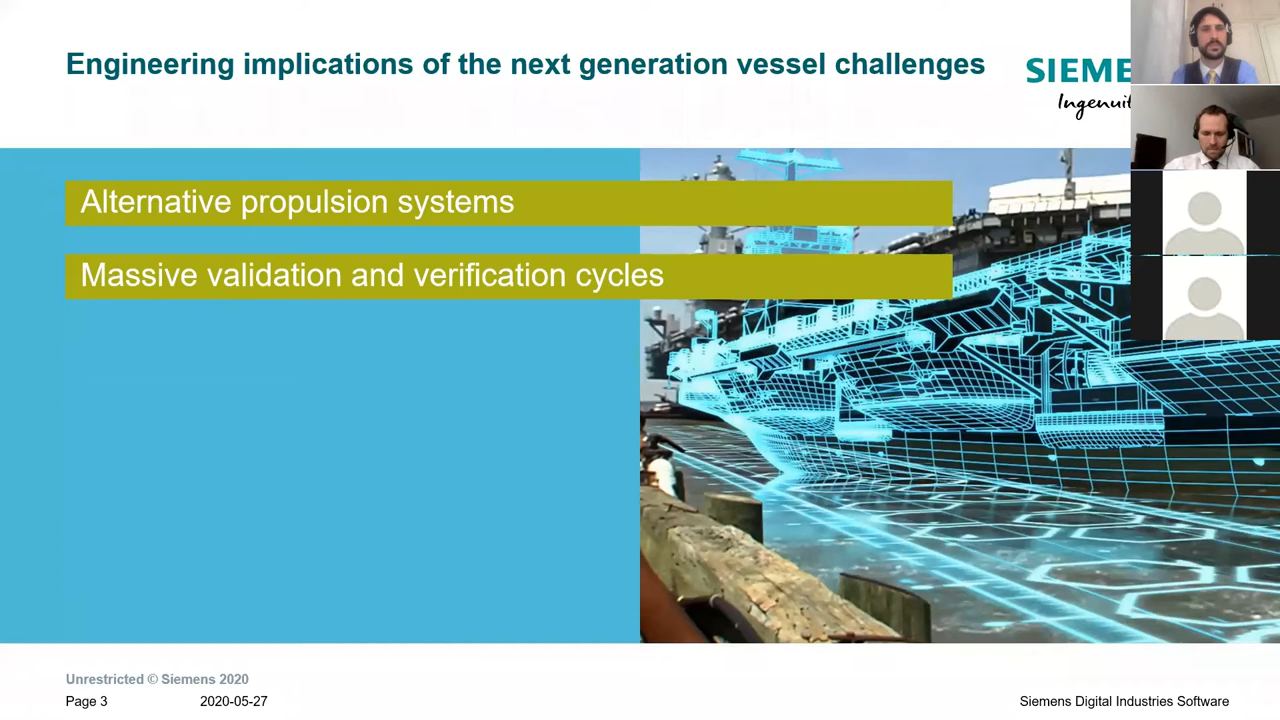 Engineering implications of the next generation vessel challenges
SIEME
Ingenuit
Alternative propulsion systems
Massive validation and verification cycles
Unrestricted © Siemens 2020
Page 3
2020-05-27
Siemens Digital Industries Software